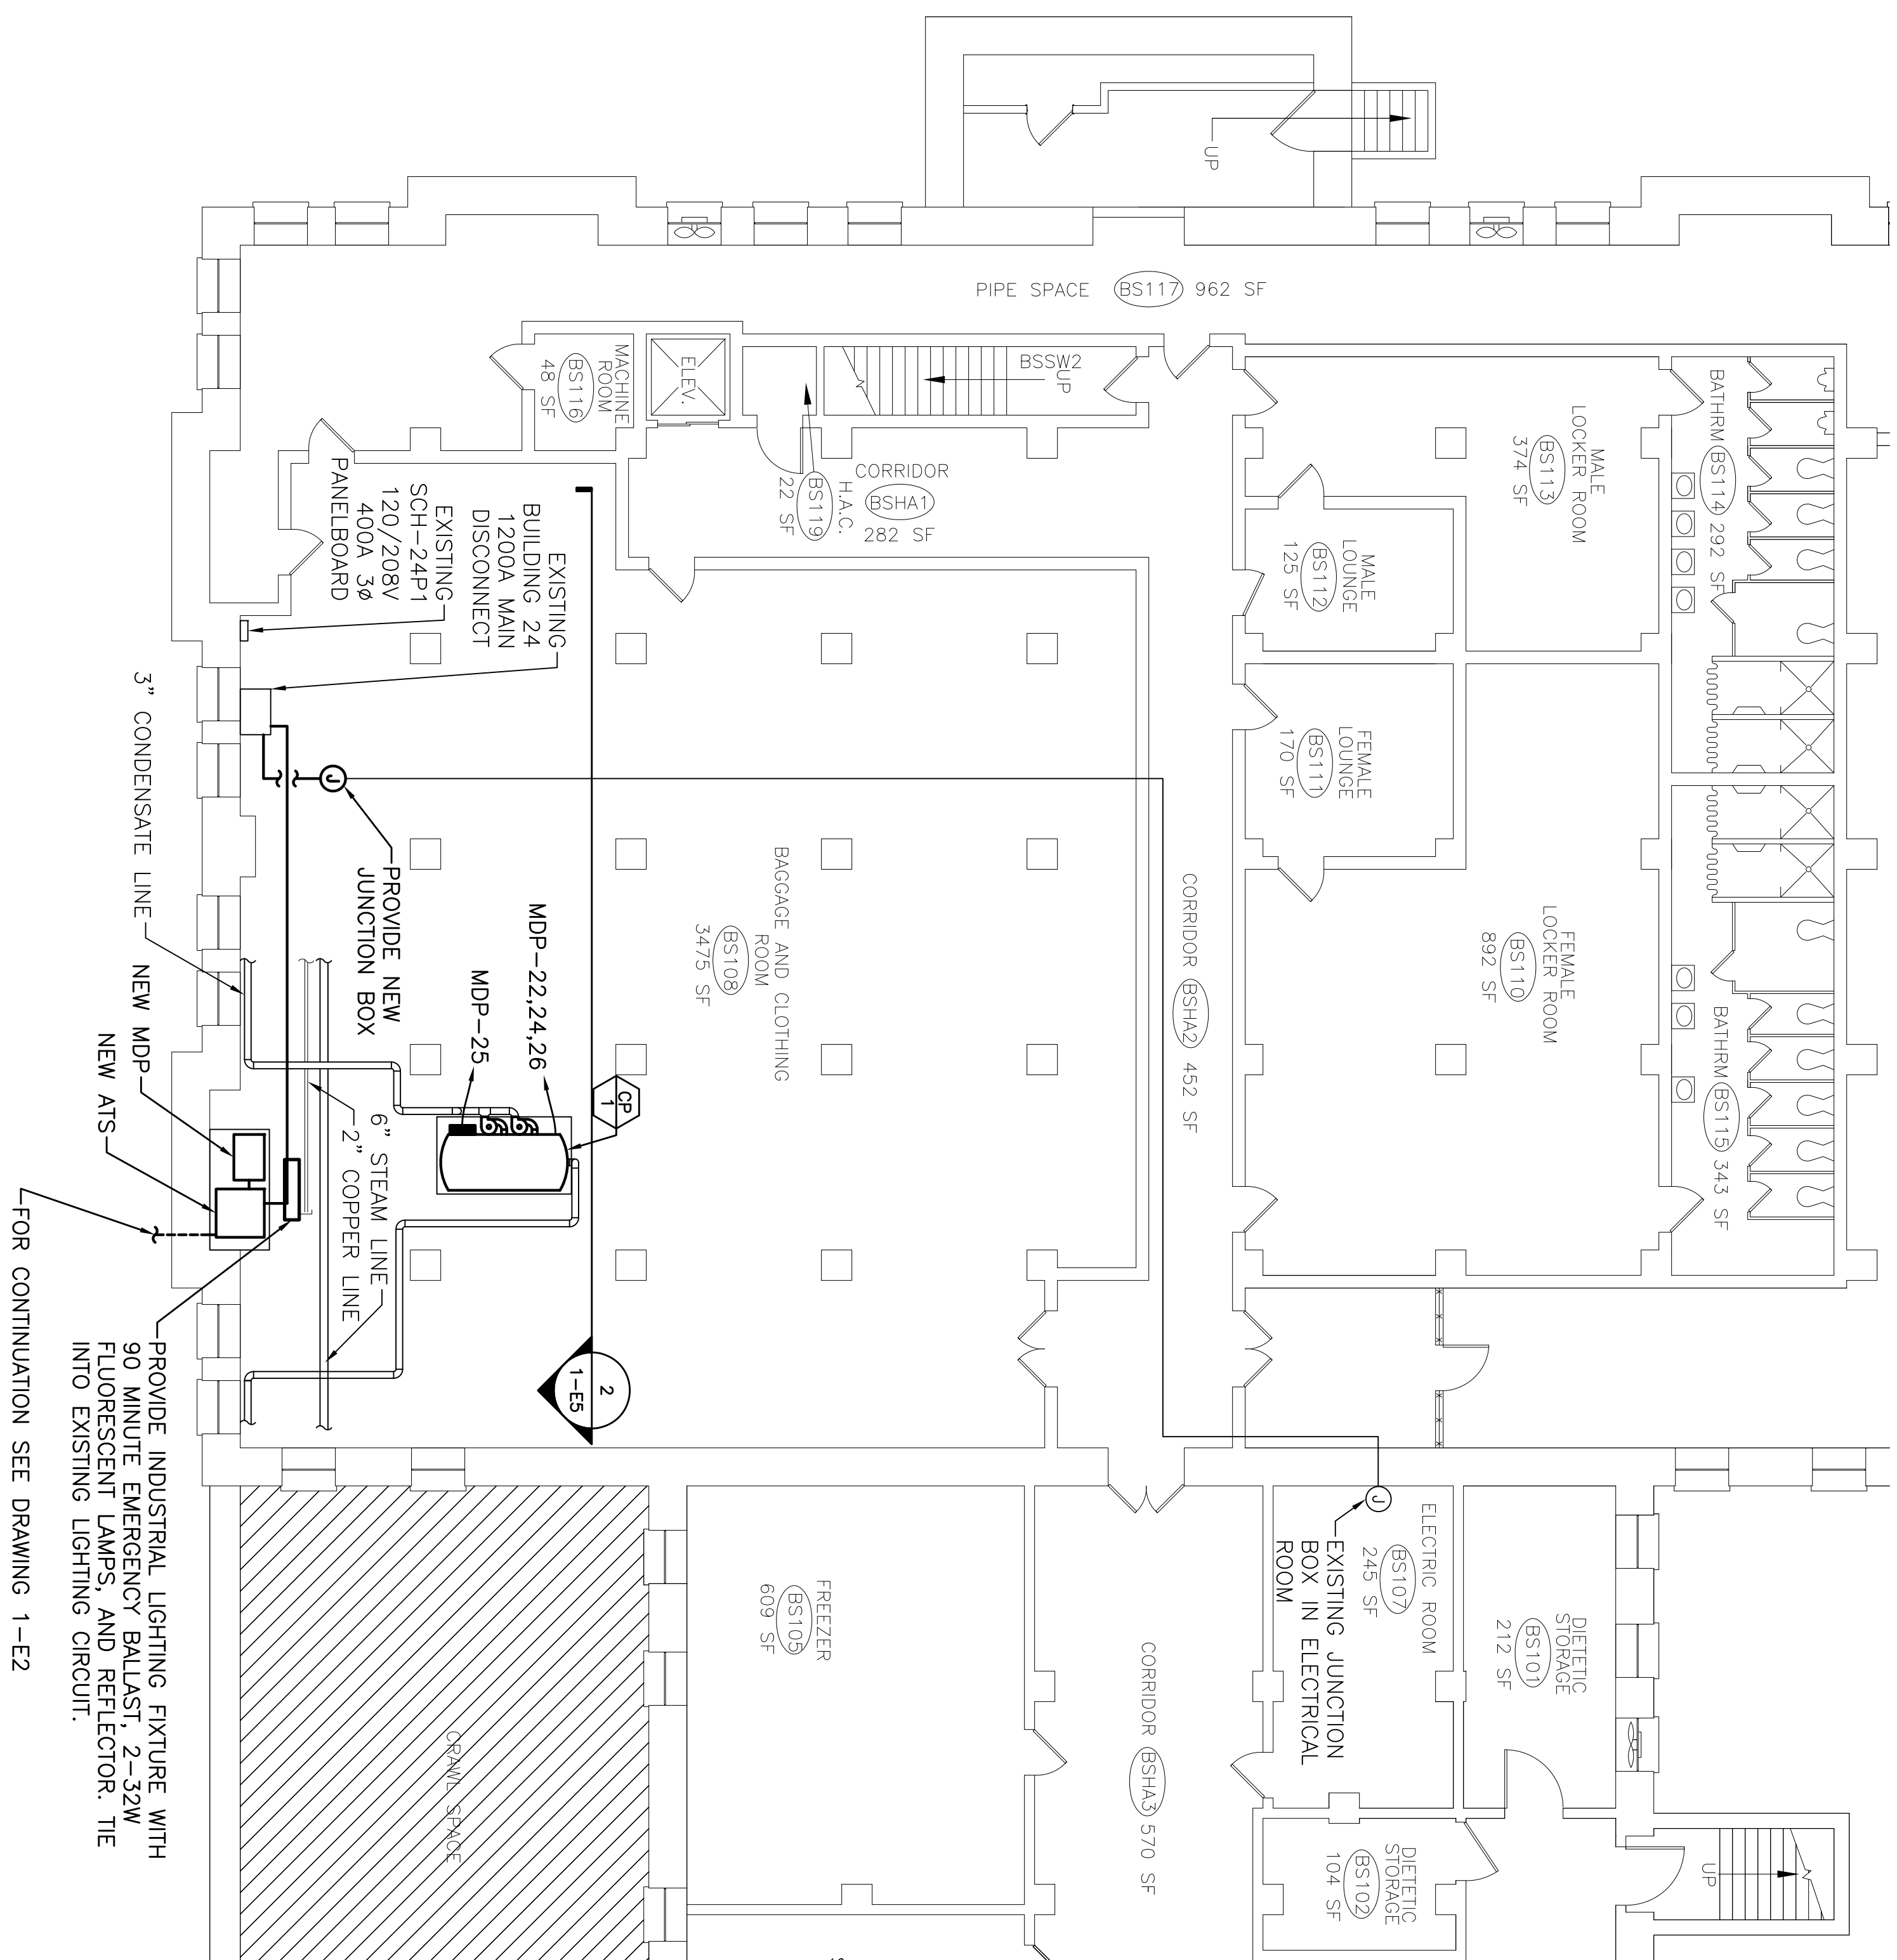 UP
PIPE SPACE BS117 962 SF
MACHINE
ROOM
BS116
48 SF
ELEV.
BSSW2
UP
CORRIDOR
BSHA1
282 SF
H.A.C.
BS119
22 SF
MALE
LOCKER ROOM
BS113
374 SF
BATHRM BS114 292 SF
MALE
LOUNGE
BS112
125 SF
FEMALE
LOUNGE
BS111
170 SF
FEMALE
LOCKER ROOM
BS110
892 SF
BATHRM BS115 343 SF
CORRIDOR BSHA2 452 SF
BAGGAGE AND CLOTHING
ROOM
BS108
3475 SF
EXISTING
BUILDING 24
1200A MAIN
DISCONNECT
EXISTING
SCH-24P1
120/208V
400A 3Ø
PANELBOARD
J
PROVIDE NEW
JUNCTION BOX
3" CONDENSATE LINE
MDP-22,24,26
MDP-25
CP
1
6" STEAM LINE
2" COPPER LINE
NEW MDP
NEW ATS
2
1-E5
PROVIDE INDUSTRIAL LIGHTING FIXTURE WITH
90 MINUTE EMERGENCY BALLAST, 2-32W
FLUORESCENT LAMPS, AND REFLECTOR. TIE
INTO EXISTING LIGHTING CIRCUIT.
FOR CONTINUATION SEE DRAWING 1-E2
J
EXISTING JUNCTION
BOX IN ELECTRICAL
ROOM
ELECTRIC ROOM
BS107
245 SF
DIETETIC
STORAGE
BS101
212 SF
DIETETIC
STORAGE
BS102
104 SF
UP
CORRIDOR BSHA3 570 SF
FREEZER
BS105
609 SF
CRAWL SPACE